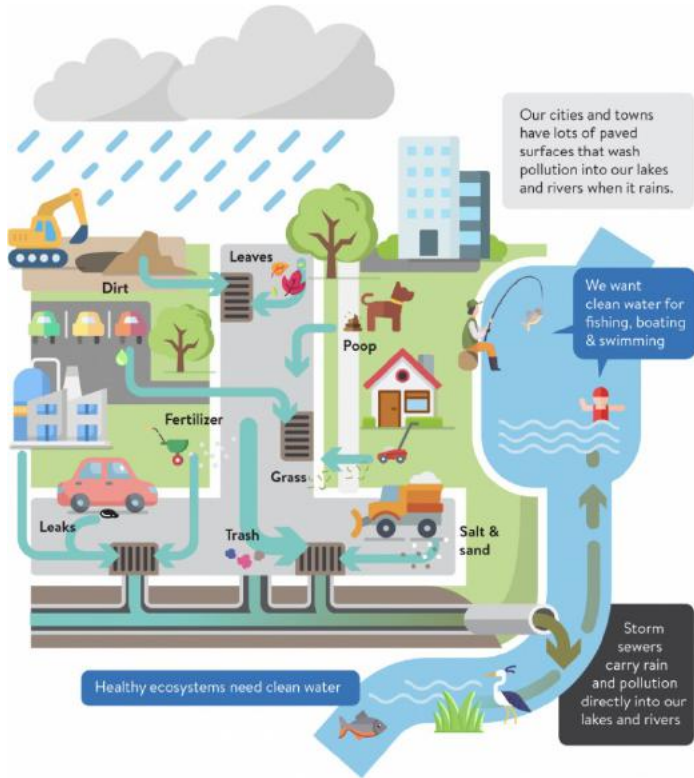 Our cities and towns
have lots of paved
surfaces that wash
pollution into our lakes
and rivers when it rains.
Leaves
Dirt
We want
clean water for
fishing, boating
& swimming
Poop
Fertilizer
Grass
Leaks
Trash
Salt &
sand
Storm
sewers
carry rain
and pollution
directly into our
lakes and rivers
Healthy ecosystems need clean water